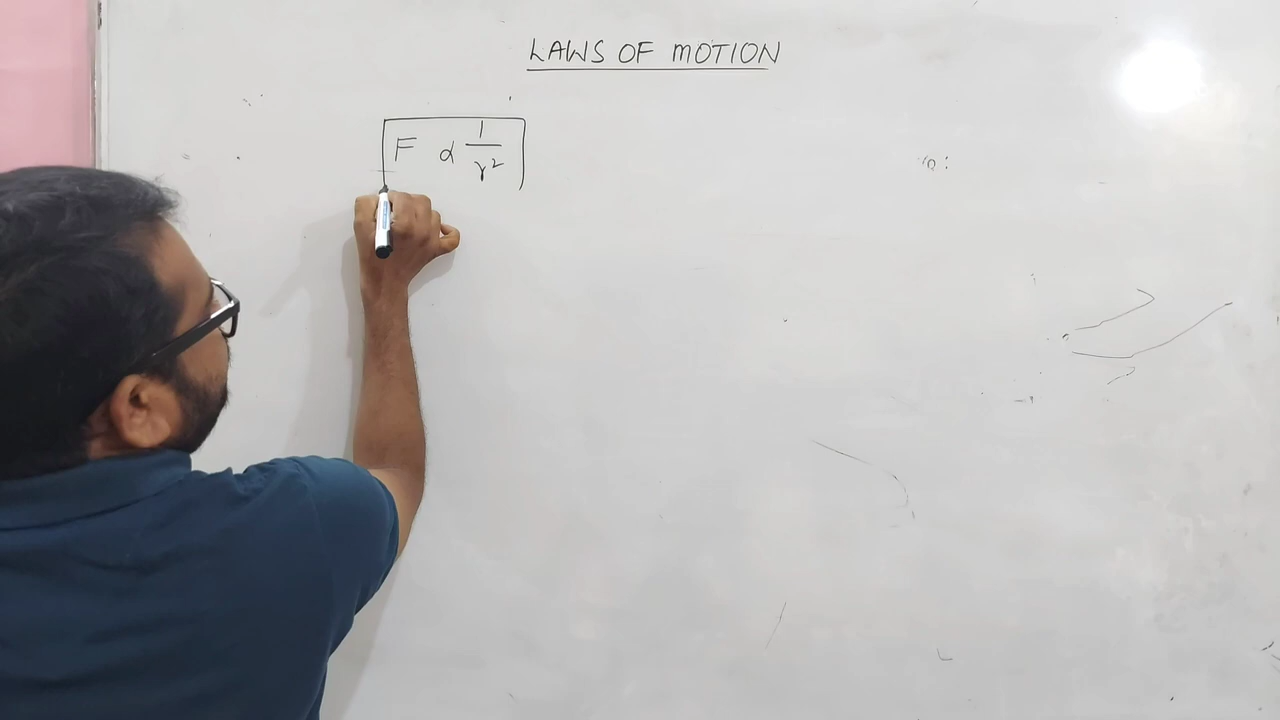 LAWS OF MOTION
F ∝ 1/r²